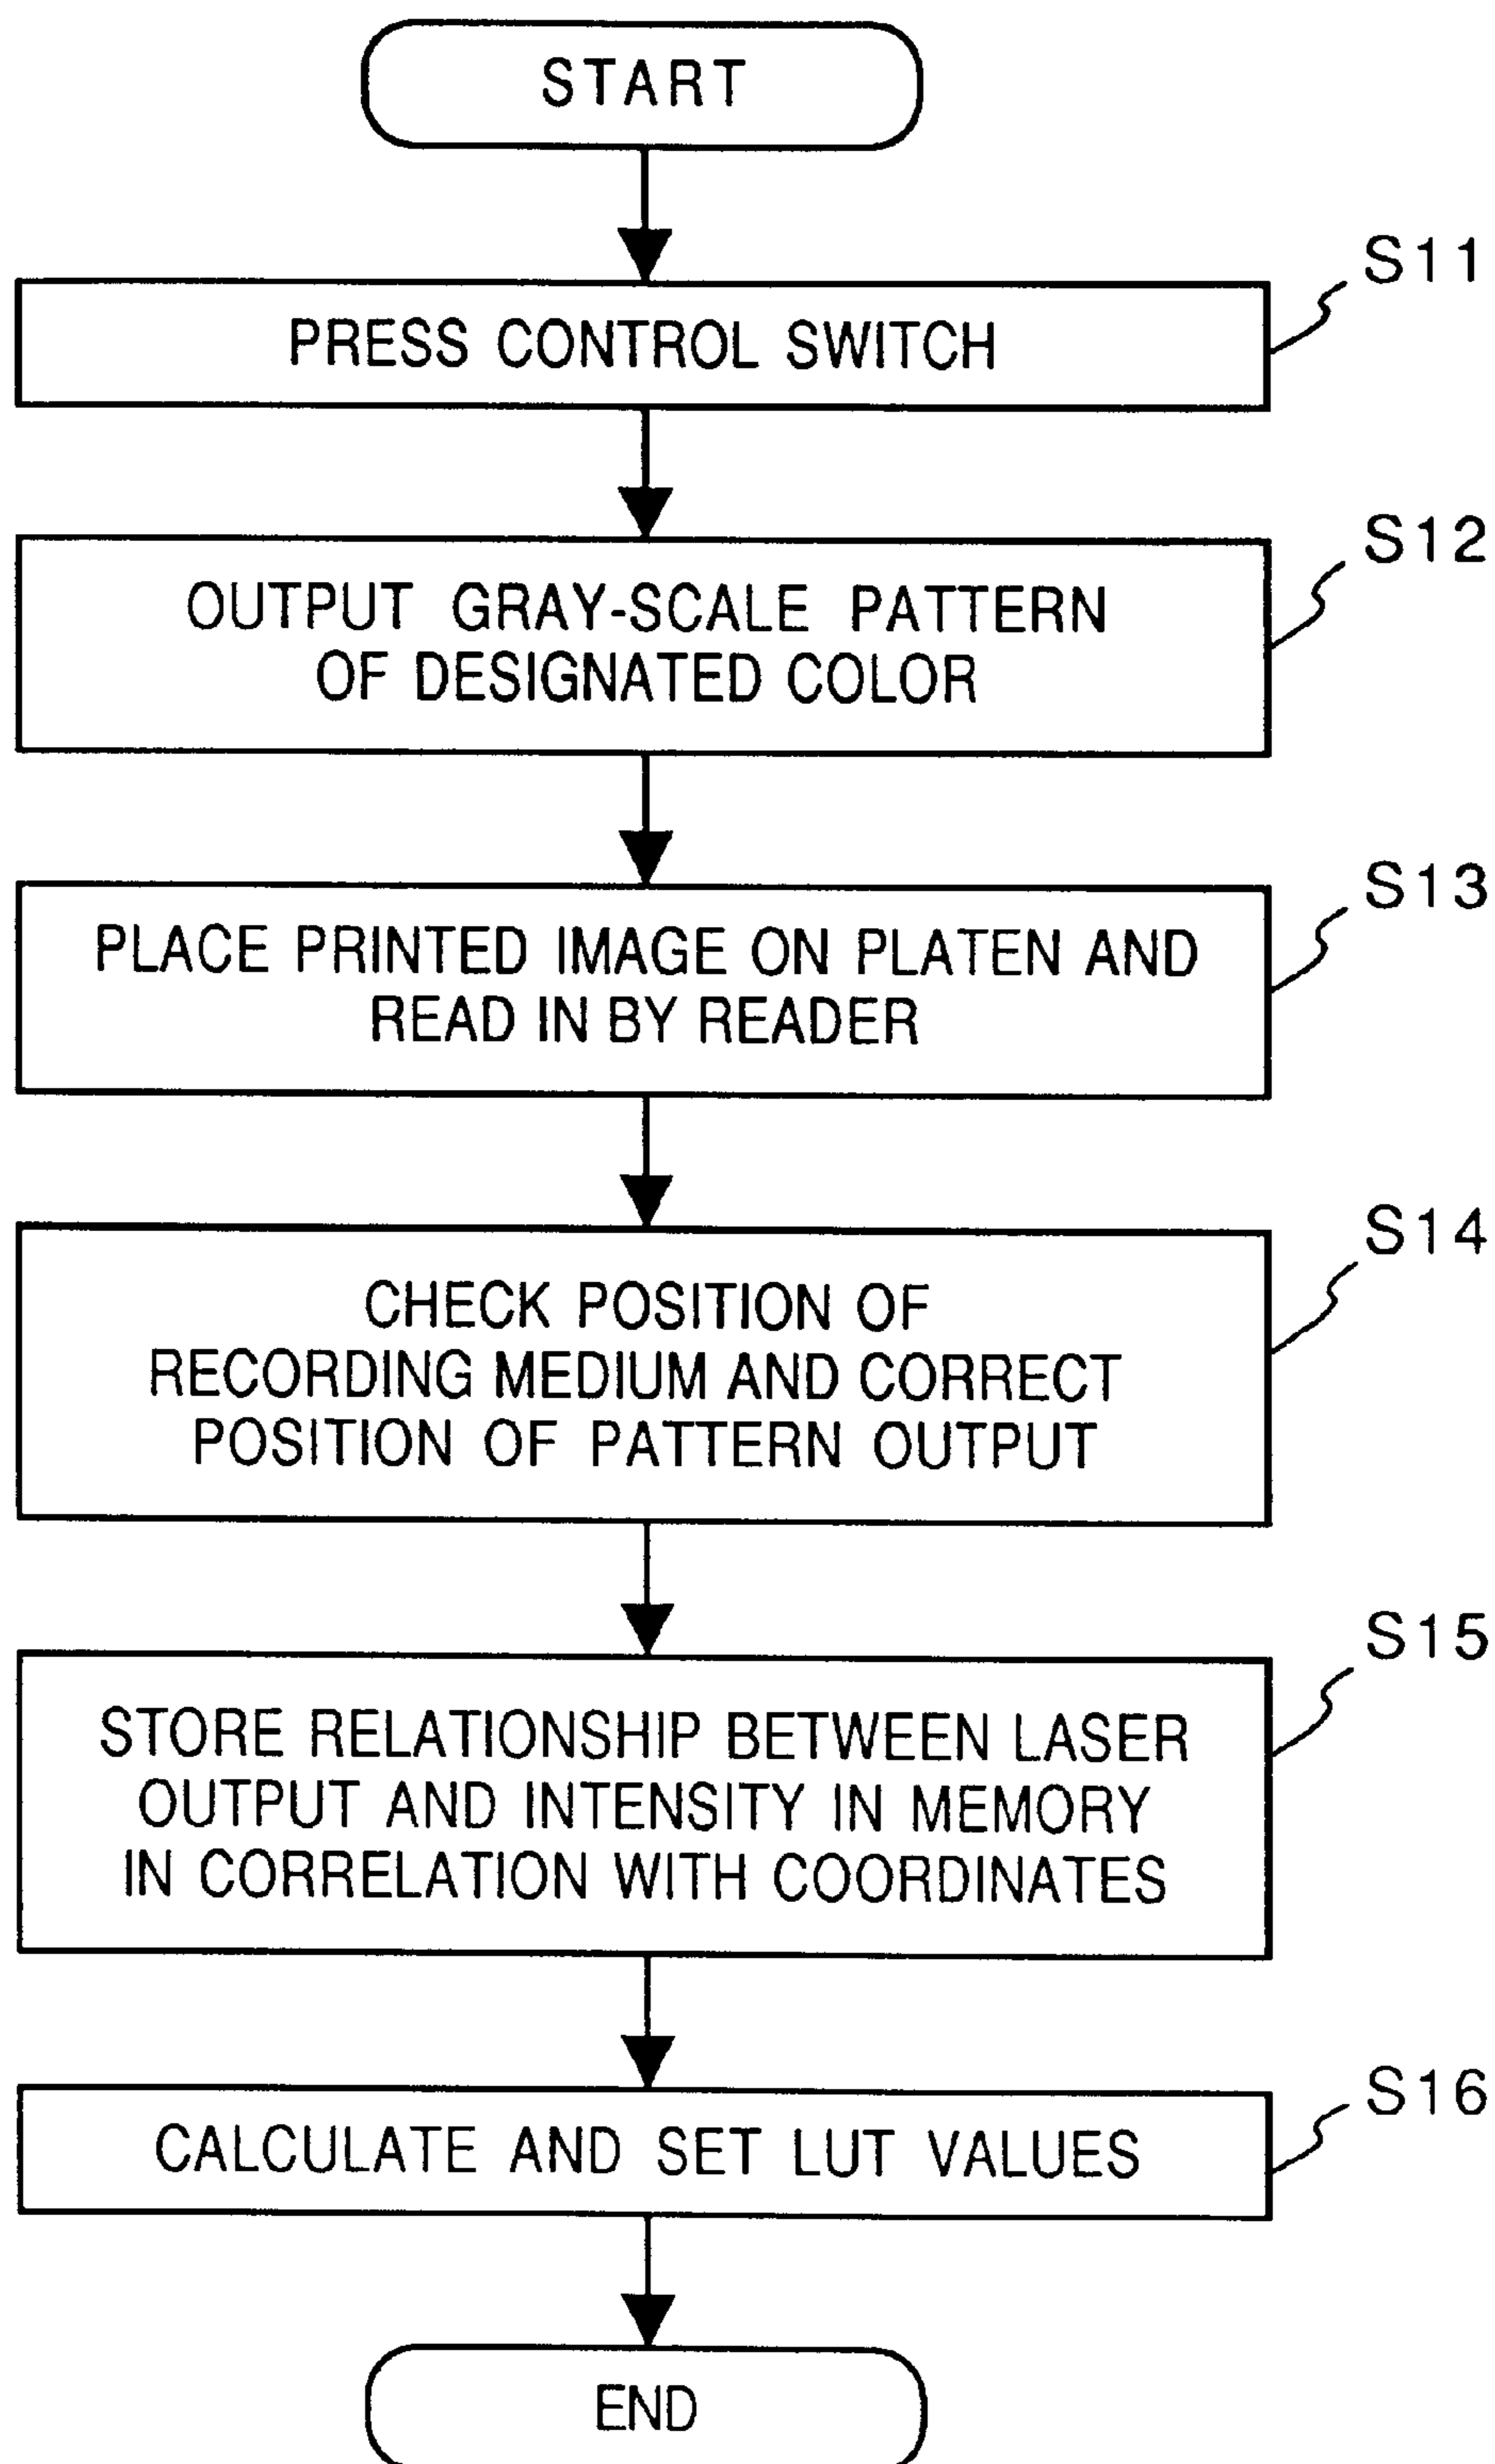 START
S11
PRESS CONTROL SWITCH
S12
OUTPUT GRAY-SCALE PATTERN
OF DESIGNATED COLOR
S13
PLACE PRINTED IMAGE ON PLATEN AND
READ IN BY READER
S14
CHECK POSITION OF
RECORDING MEDIUM AND CORRECT
POSITION OF PATTERN OUTPUT
S15
STORE RELATIONSHIP BETWEEN LASER
OUTPUT AND INTENSITY IN MEMORY
IN CORRELATION WITH COORDINATES
S16
CALCULATE AND SET LUT VALUES
END